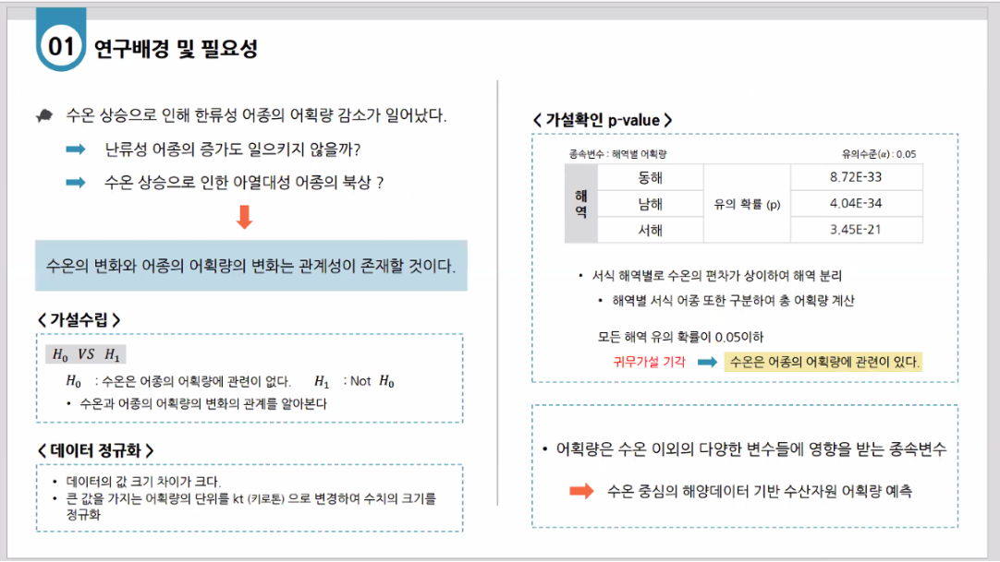 01 연구배경 및 필요성
수온 상승으로 인해 한류성 어종의 어획량 감소가 일어났다.
난류성 어종의 증가도 일으키지 않을까?
수온 상승으로 인한 아열대성 어종의 북상 ?
수온의 변화와 어종의 어획량의 변화는 관계성이 존재할 것이다.
< 가설수립 >
H₀ VS H₁
H₀ : 수온은 어종의 어획량에 관련이 없다. H₁ : Not H₀
• 수온과 어종의 어획량의 변화의 관계를 알아본다
< 데이터 정규화 >
• 데이터의 값 크기 차이가 크다.
• 큰 값을 가지는 어획량의 단위를 kt (키로톤) 으로 변경하여 수치의 크기를
정규화
< 가설확인 p-value >
종속변수 : 해역별 어획량 유의수준(α) : 0.05
해역
동해 8.72E-33
남해 유의 확률 (p) 4.04E-34
서해 3.45E-21
• 서식 해역별로 수온의 편차가 상이하여 해역 분리
• 해역별 서식 어종 또한 구분하여 총 어획량 계산
모든 해역 유의 확률이 0.05이하
귀무가설 기각 수온은 어종의 어획량에 관련이 있다.
• 어획량은 수온 이외의 다양한 변수들에 영향을 받는 종속변수
수온 중심의 해양데이터 기반 수산자원 어획량 예측